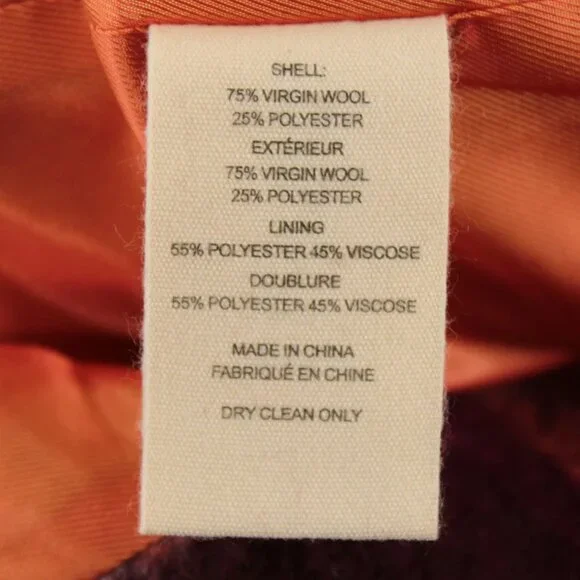 SHELL:
75% VIRGIN WOOL
25% POLYESTER
EXTÉRIEUR
75% VIRGIN WOOL
25% POLYESTER
LINING
55% POLYESTER 45% VISCOSE
DOUBLURE
55% POLYESTER 45% VISCOSE
MADE IN CHINA
FABRIQUÉ EN CHINE
DRY CLEAN ONLY